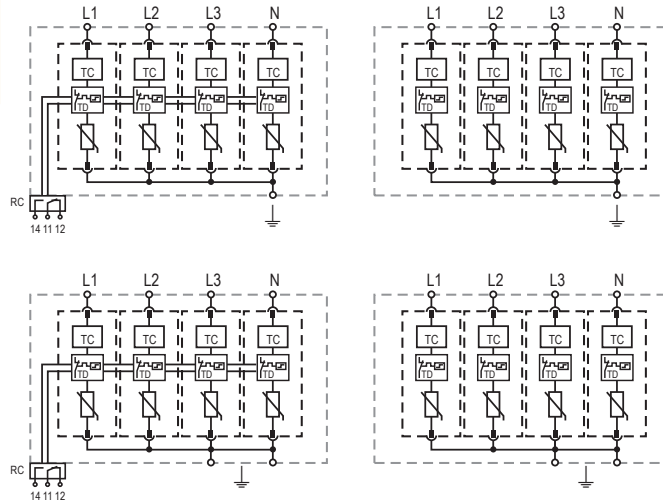 L1 L2 L3 N L1 L2 L3 N
TC TC TC TC TC TC TC TC
TD TD TD TD TD TD TD TD
RC
14 11 12
L1 L2 L3 N L1 L2 L3 N
TC TC TC TC TC TC TC TC
TD TD TD TD TD TD TD TD
RC
14 11 12